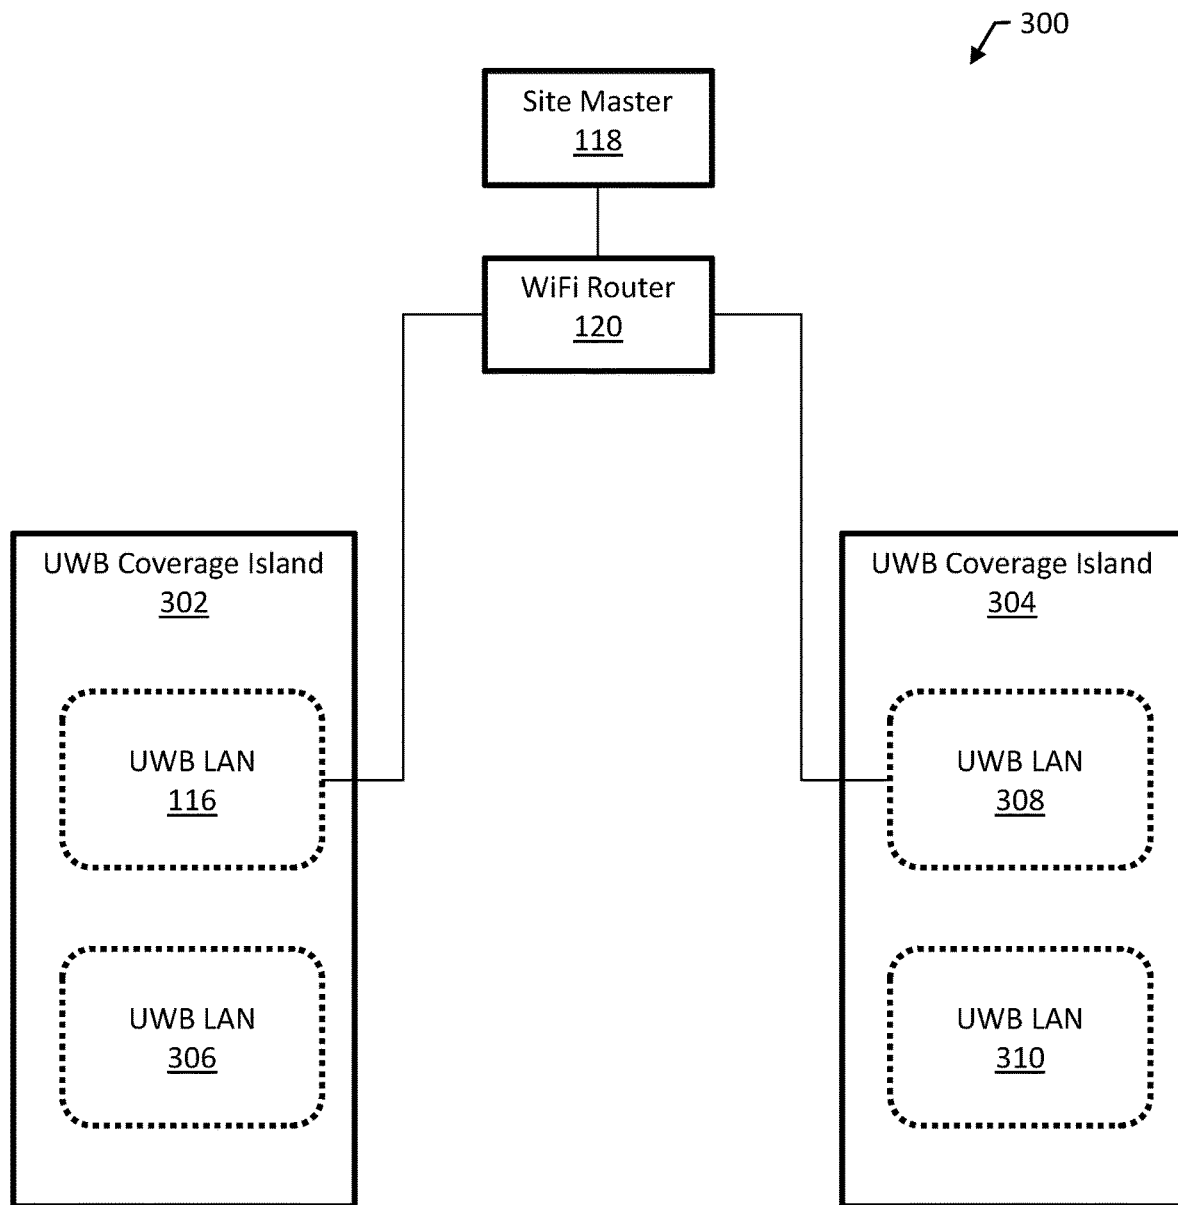 300
Site Master
118
WiFi Router
120
UWB Coverage Island
302
UWB LAN
116
UWB LAN
306
UWB Coverage Island
304
UWB LAN
308
UWB LAN
310